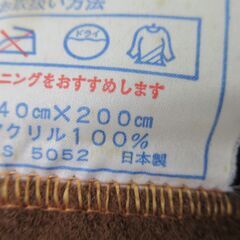 取扱い方法
ドライ
ニングをおすすめします
40cm×200cm
クリル100%
S 5052 日本製